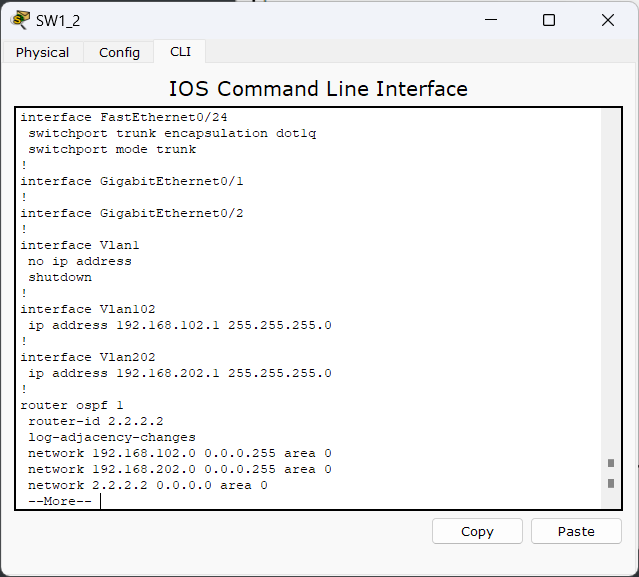 SW1_2
Physical Config CLI
IOS Command Line Interface
interface FastEthernet0/24
 switchport trunk encapsulation dot1q
 switchport mode trunk
!
interface GigabitEthernet0/1
!
interface GigabitEthernet0/2
!
interface Vlan1
 no ip address
 shutdown
!
interface Vlan102
 ip address 192.168.102.1 255.255.255.0
!
interface Vlan202
 ip address 192.168.202.1 255.255.255.0
!
router ospf 1
 router-id 2.2.2.2
 log-adjacency-changes
 network 192.168.102.0 0.0.0.255 area 0
 network 192.168.202.0 0.0.0.255 area 0
 network 2.2.2.2 0.0.0.0 area 0
 --More--
Copy Paste